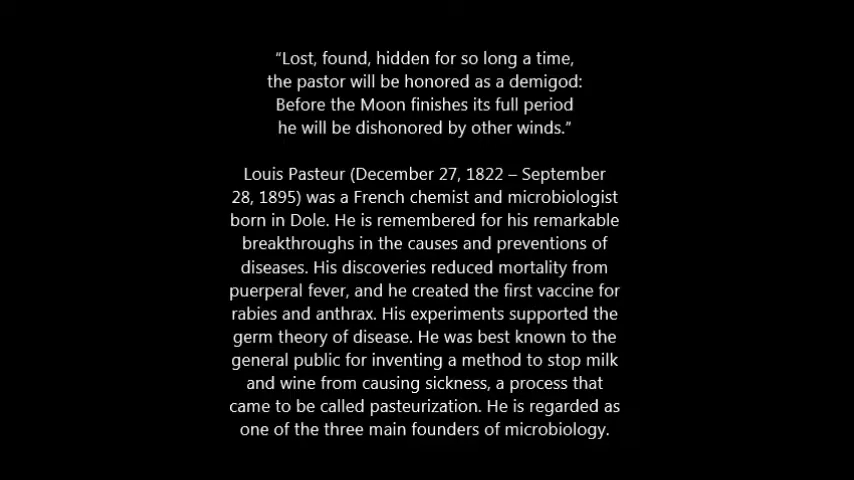 “Lost, found, hidden for so long a time,
the pastor will be honored as a demigod:
Before the Moon finishes its full period
he will be dishonored by other winds.”
Louis Pasteur (December 27, 1822 – September
28, 1895) was a French chemist and microbiologist
born in Dole. He is remembered for his remarkable
breakthroughs in the causes and preventions of
diseases. His discoveries reduced mortality from
puerperal fever, and he created the first vaccine for
rabies and anthrax. His experiments supported the
germ theory of disease. He was best known to the
general public for inventing a method to stop milk
and wine from causing sickness, a process that
came to be called pasteurization. He is regarded as
one of the three main founders of microbiology.